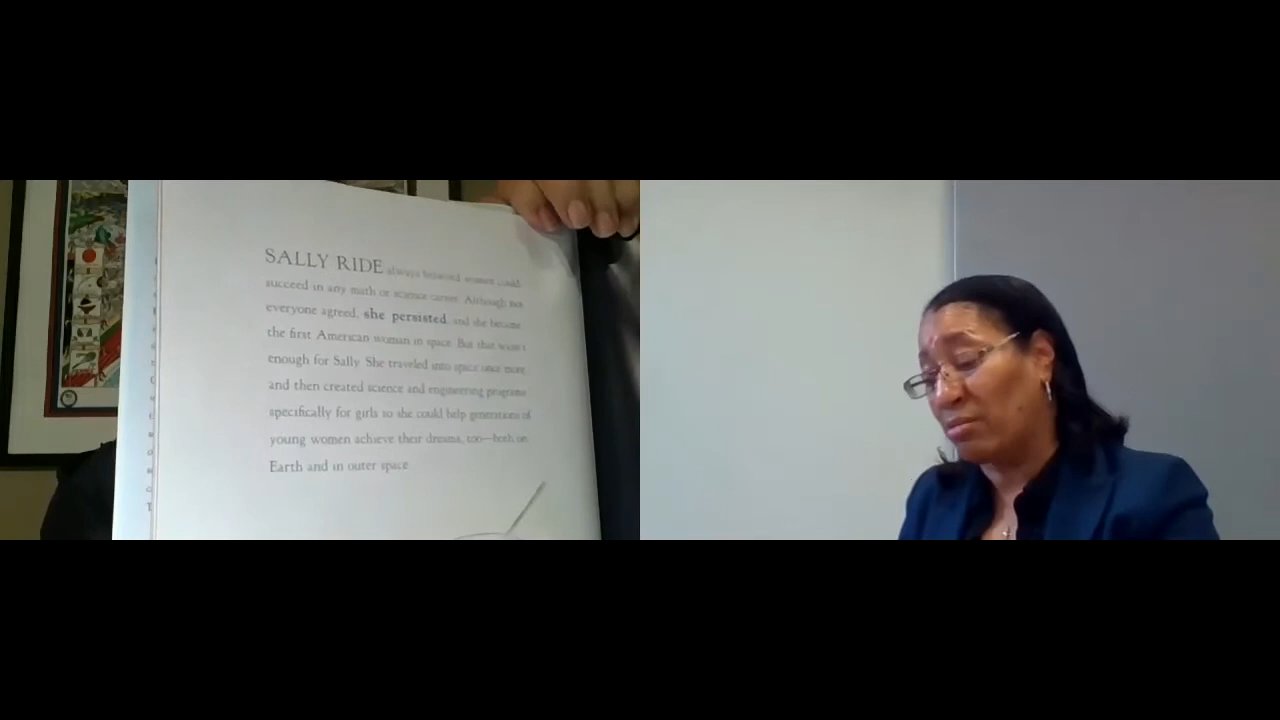 SALLY RIDE always believed women could
succeed in any math or science career. Although not
everyone agreed, she persisted, and she became
the first American woman in space. But that wasn't
enough for Sally. She traveled into space once more
and then created science and engineering programs
specifically for girls so she could help generations of
young women achieve their dreams, too—both on
Earth and in outer space.